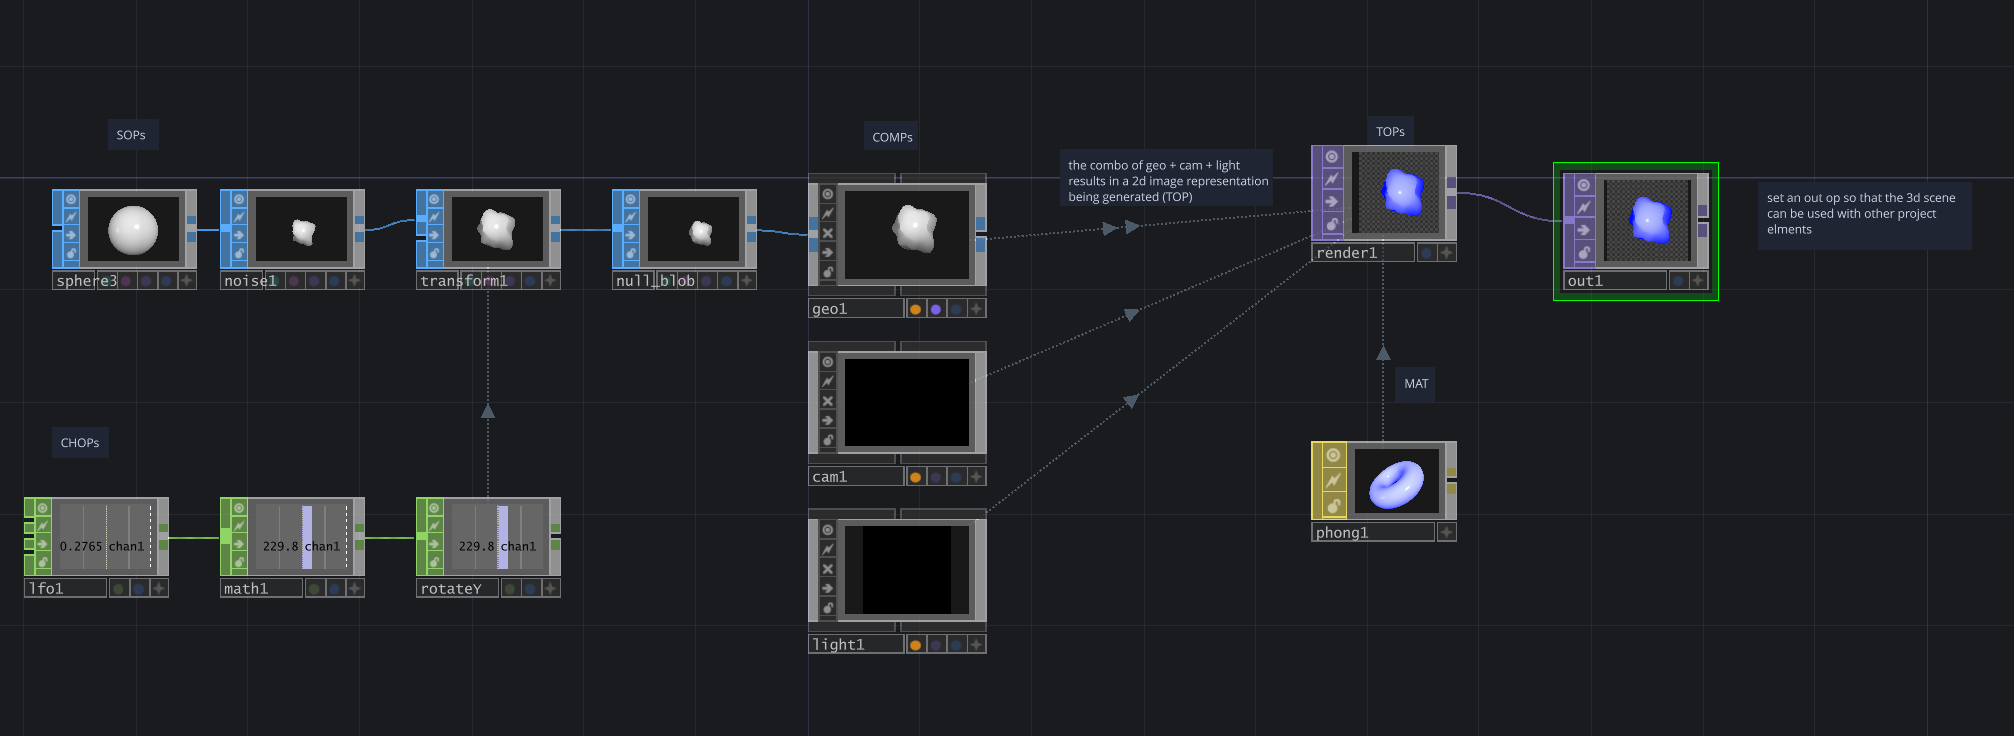 SOPs
COMPs
TOPs
the combo of geo + cam + light
results in a 2d image representation
being generated (TOP)
set an out op so that the 3d scene
can be used with other project
elments
sphere3
noise1
transform1
null_blob
geo1
render1
out1
cam1
MAT
CHOPs
phong1
0.2765 chan1
229.8 chan1
229.8 chan1
lfo1
math1
rotateY
light1